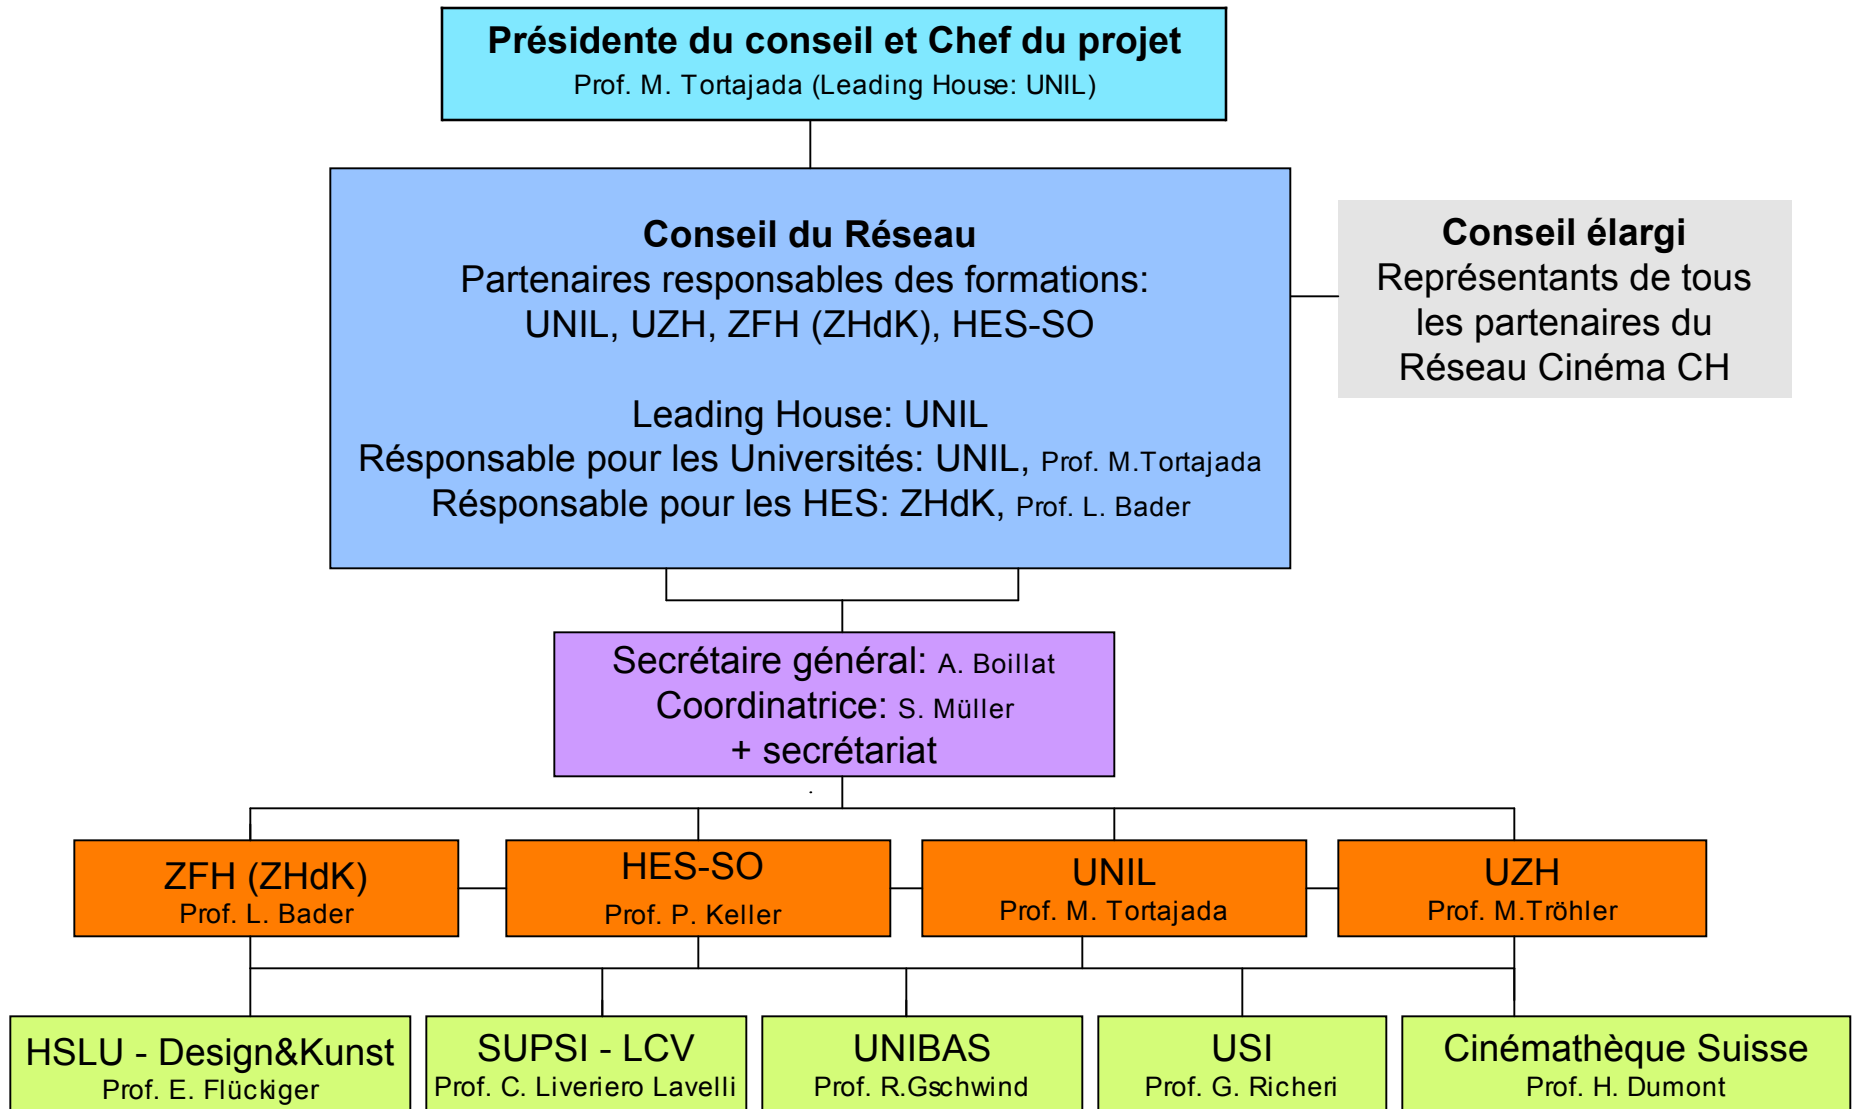 Présidente du conseil et Chef du projet
Prof. M. Tortajada (Leading House: UNIL)
Conseil du Réseau
Partenaires responsables des formations:
UNIL, UZH, ZFH (ZHdK), HES-SO
Leading House: UNIL
Résponsable pour les Universités: UNIL, Prof. M.Tortajada
Résponsable pour les HES: ZHdK, Prof. L. Bader
Conseil élargi
Représentants de tous
les partenaires du
Réseau Cinéma CH
Secrétaire général: A. Boillat
Coordinatrice: S. Müller
+ secrétariat
ZFH (ZHdK)
Prof. L. Bader
HES-SO
Prof. P. Keller
UNIL
Prof. M. Tortajada
UZH
Prof. M.Tröhler
HSLU - Design&Kunst
Prof. E. Flückiger
SUPSI - LCV
Prof. C. Liveriero Lavelli
UNIBAS
Prof. R.Gschwind
USI
Prof. G. Richeri
Cinémathèque Suisse
Prof. H. Dumont